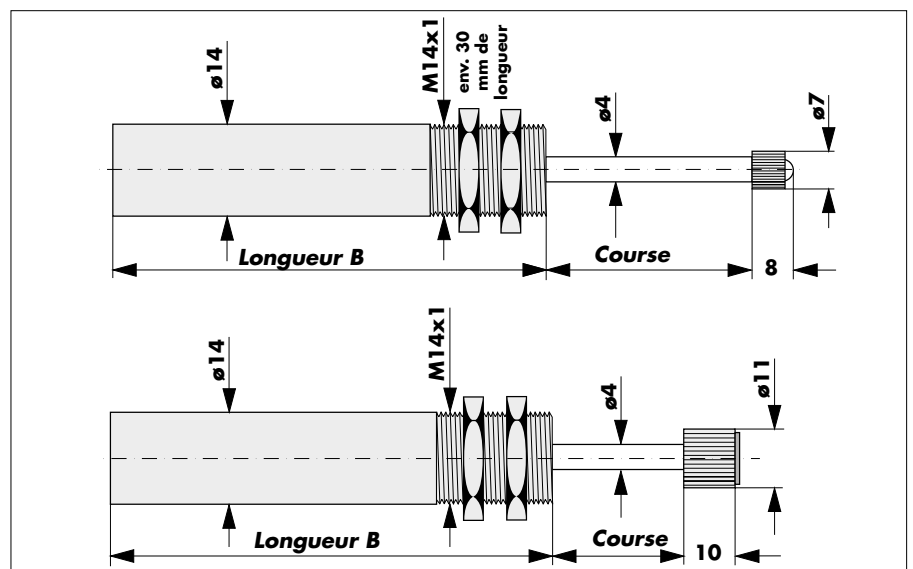 ø14
M14x1
env. 30
mm de
longueur
ø4
ø7
Longueur B
Course
8
ø14
M14x1
ø4
ø11
Longueur B
Course
10